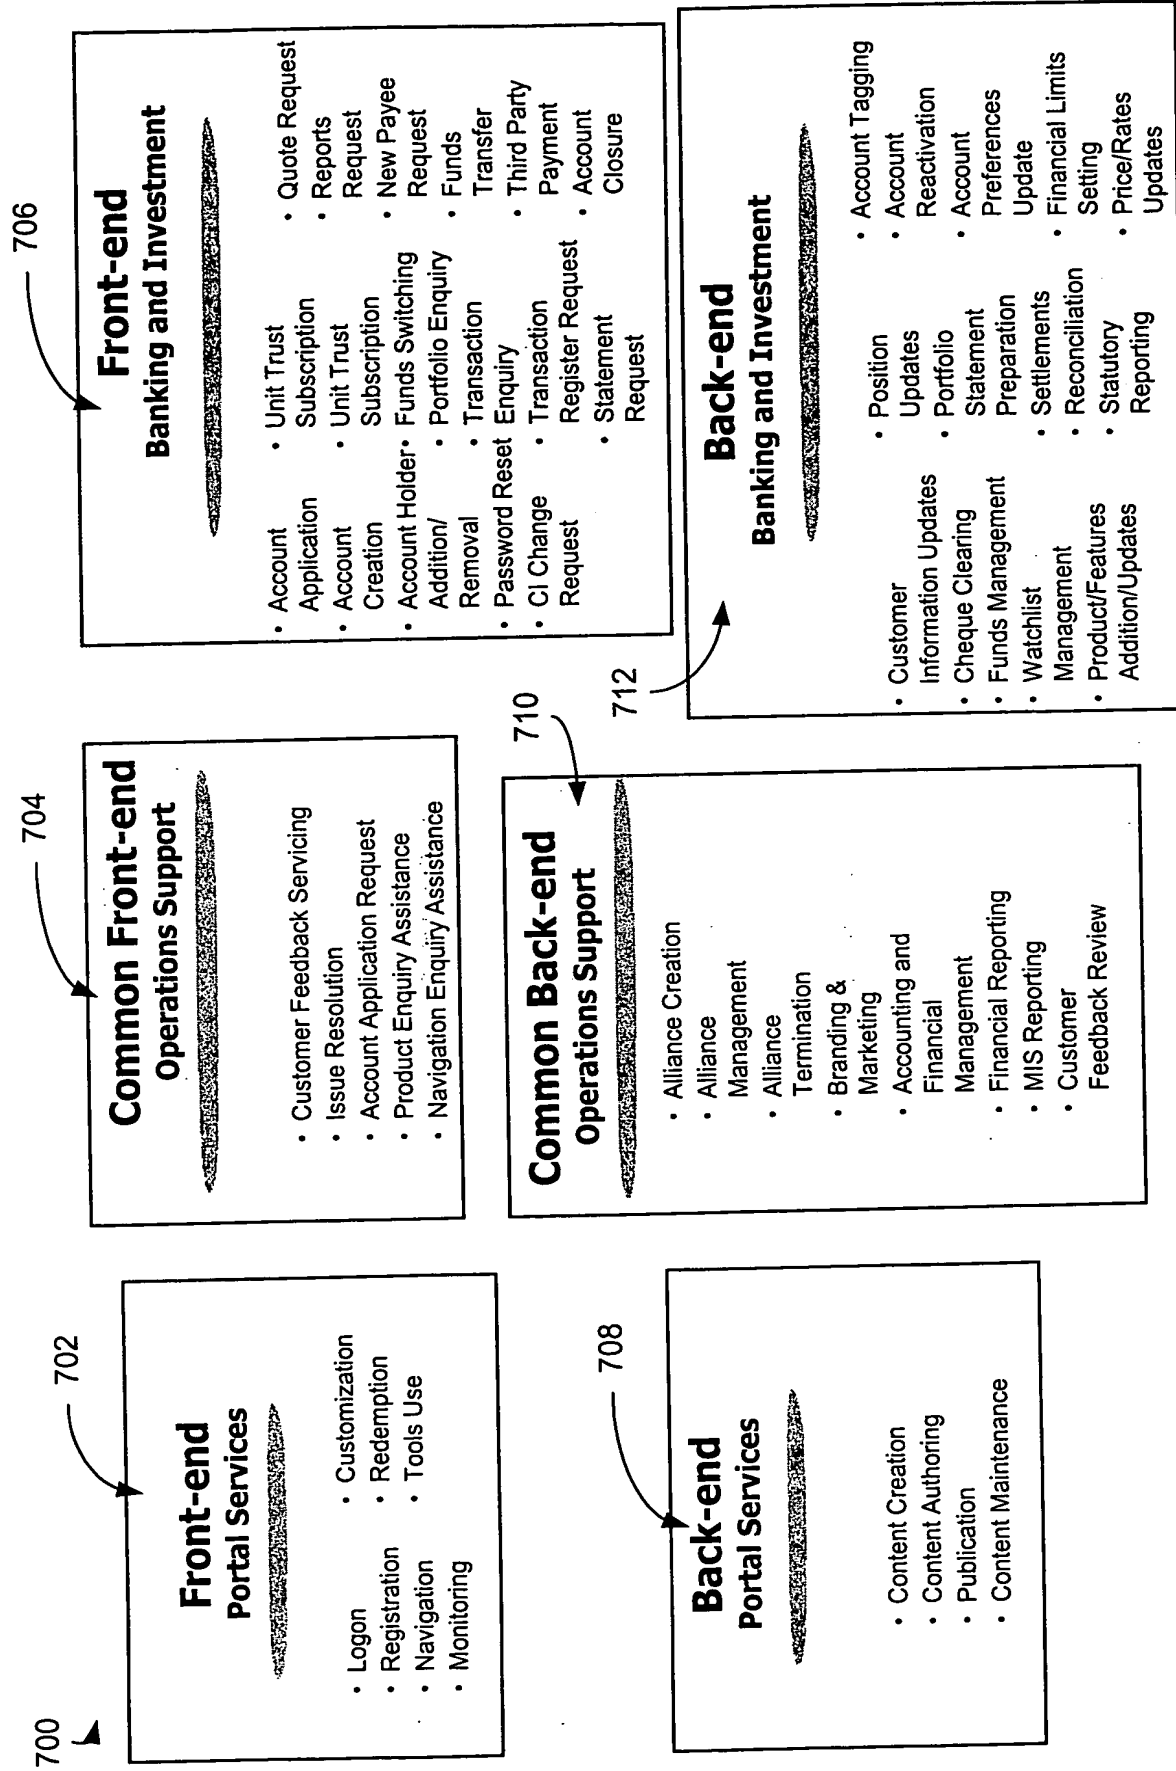 700
702
Front-end
Portal Services
• Logon
• Registration
• Navigation
• Monitoring
• Customization
• Redemption
• Tools Use
704
Common Front-end
Operations Support
• Customer Feedback Servicing
• Issue Resolution
• Account Application Request
• Product Enquiry Assistance
• Navigation Enquiry Assistance
706
Front-end
Banking and Investment
• Account
Application
• Account
Creation
• Account Holder
Addition/
Removal
• Password Reset
• CI Change
Request
• Unit Trust
Subscription
• Unit Trust
Subscription
• Funds Switching
• Portfolio Enquiry
• Transaction
Enquiry
• Transaction
Register Request
• Statement
Request
• Quote Request
• Reports
Request
• New Payee
Request
• Funds
Transfer
• Third Party
Payment
• Account
Closure
708
Back-end
Portal Services
• Content Creation
• Content Authoring
• Publication
• Content Maintenance
710
Common Back-end
Operations Support
• Alliance Creation
• Alliance
Management
• Alliance
Termination
• Branding &
Marketing
• Accounting and
Financial
Management
• Financial Reporting
• MIS Reporting
• Customer
Feedback Review
712
Back-end
Banking and Investment
• Customer
Information Updates
• Cheque Clearing
• Funds Management
• Watchlist
Management
• Product/Features
Addition/Updates
• Position
Updates
• Portfolio
Statement
Preparation
• Settlements
• Reconciliation
• Statutory
Reporting
• Account Tagging
• Account
Reactivation
• Account
Preferences
Update
• Financial Limits
Setting
• Price/Rates
Updates